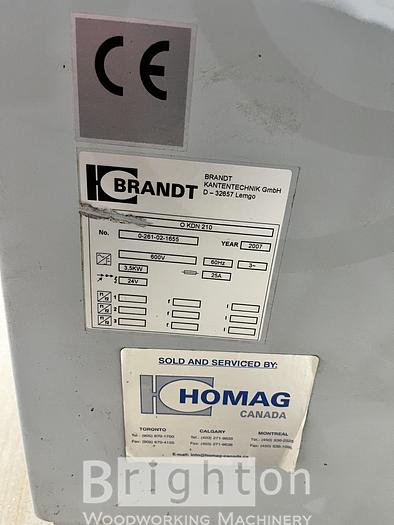 CE
BRANDT
BRANDT
KANTENTECHNIK GmbH
D – 32657 Lemgo
O KDN 210
No. 0-261-02-1655 YEAR 2007
600V 60Hz 3~
3,5KW 25A
24V
1 f I
2 f I
3 f I
SOLD AND SERVICED BY:
HOMAG
CANADA
TORONTO CALGARY MONTREAL
Brighton
WOODWORKING MACHINERY